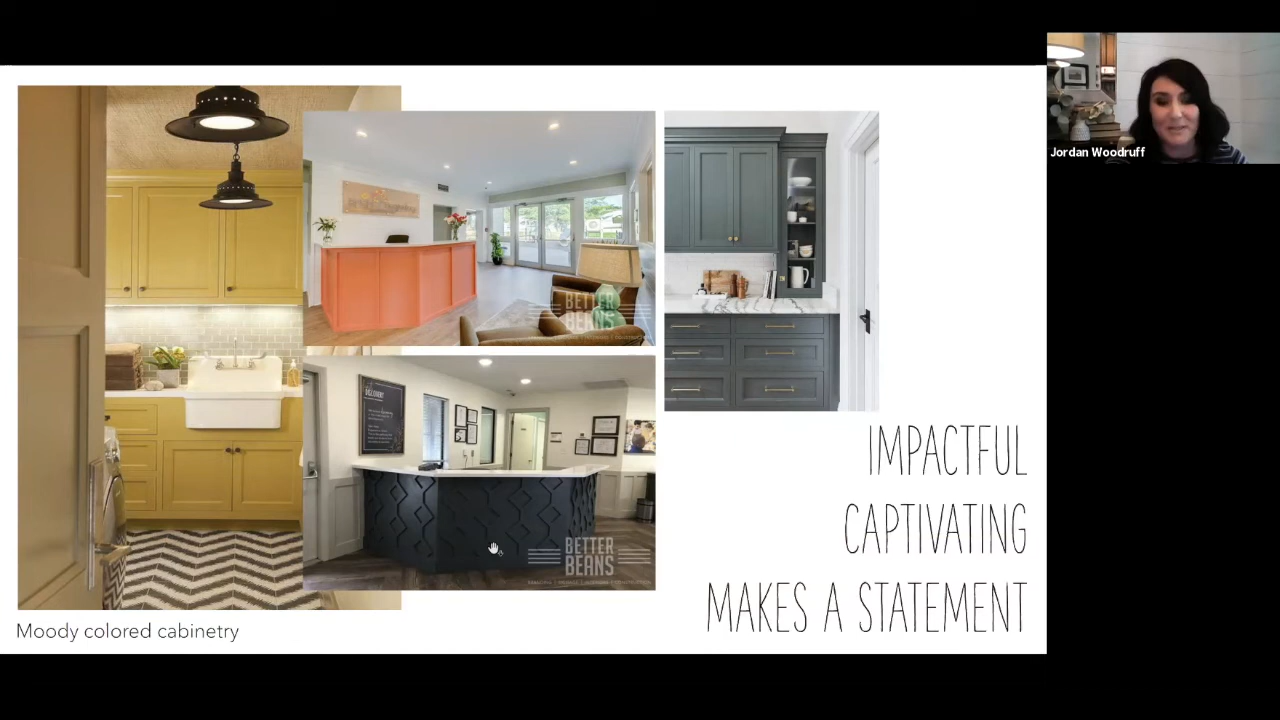 Jordan Woodruff
BETTER
BEANS
BETTER
BEANS
IMPACTFUL
CAPTIVATING
MAKES A STATEMENT
Moody colored cabinetry